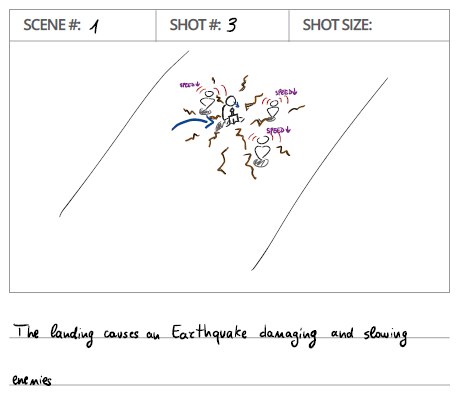 SCENE #: 1 SHOT #: 3 SHOT SIZE:
SPEED↓
SPEED↓
SPEED↓
The landing causes an Earthquake damaging and slowing
enemies